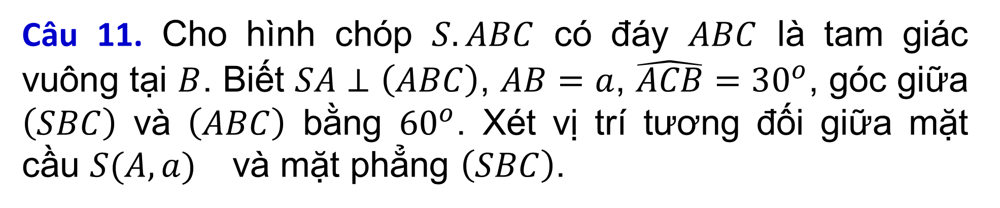 Câu 11. Cho hình chóp S.ABC có đáy ABC là tam giác
vuông tại B. Biết SA ⊥ (ABC), AB = a, \widehat{ACB} = 30°, góc giữa
(SBC) và (ABC) bằng 60°. Xét vị trí tương đối giữa mặt
cầu S(A, a) và mặt phẳng (SBC).